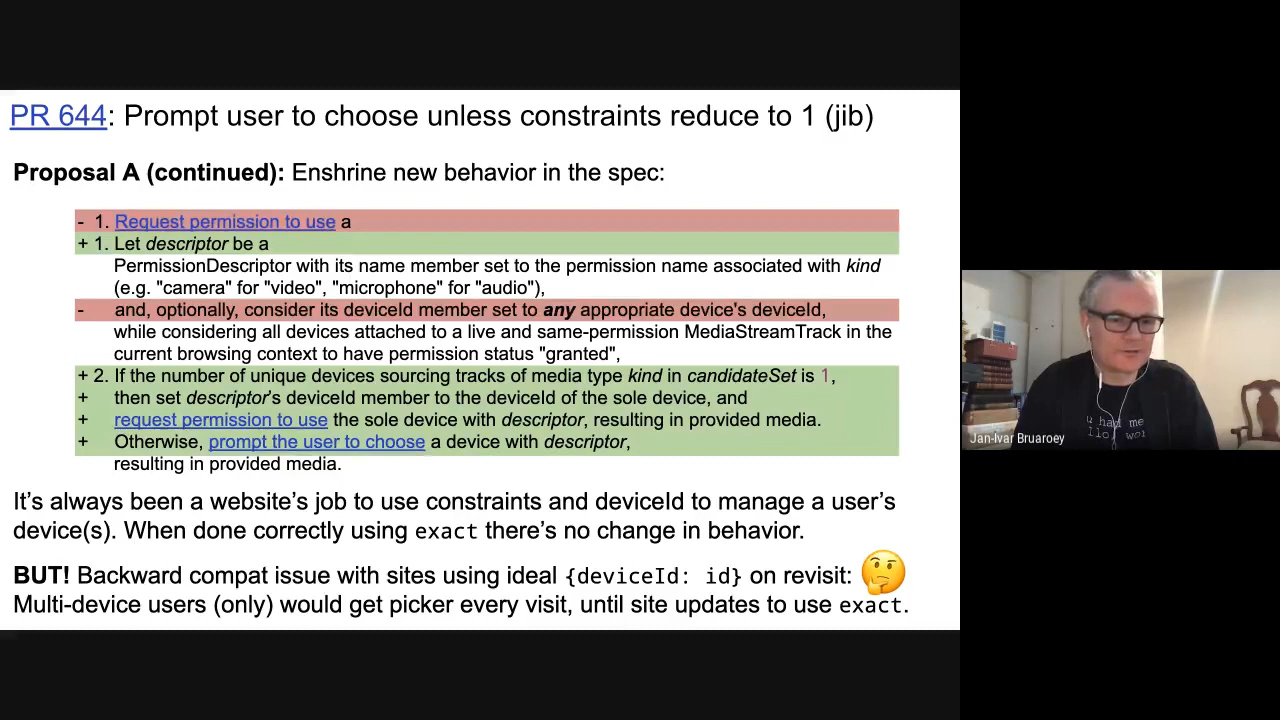 PR 644: Prompt user to choose unless constraints reduce to 1 (jib)
Proposal A (continued): Enshrine new behavior in the spec:
- 1. Request permission to use a
+ 1. Let descriptor be a
PermissionDescriptor with its name member set to the permission name associated with kind
(e.g. "camera" for "video", "microphone" for "audio"),
- and, optionally, consider its deviceId member set to any appropriate device's deviceId,
while considering all devices attached to a live and same-permission MediaStreamTrack in the
current browsing context to have permission status "granted",
+ 2. If the number of unique devices sourcing tracks of media type kind in candidateSet is 1,
+ then set descriptor's deviceId member to the deviceId of the sole device, and
+ request permission to use the sole device with descriptor, resulting in provided media.
+ Otherwise, prompt the user to choose a device with descriptor,
resulting in provided media.
It's always been a website's job to use constraints and deviceId to manage a user's
device(s). When done correctly using exact there's no change in behavior.
BUT! Backward compat issue with sites using ideal {deviceId: id} on revisit:
Multi-device users (only) would get picker every visit, until site updates to use exact.
u had me
Jan-Ivar Bruaroey